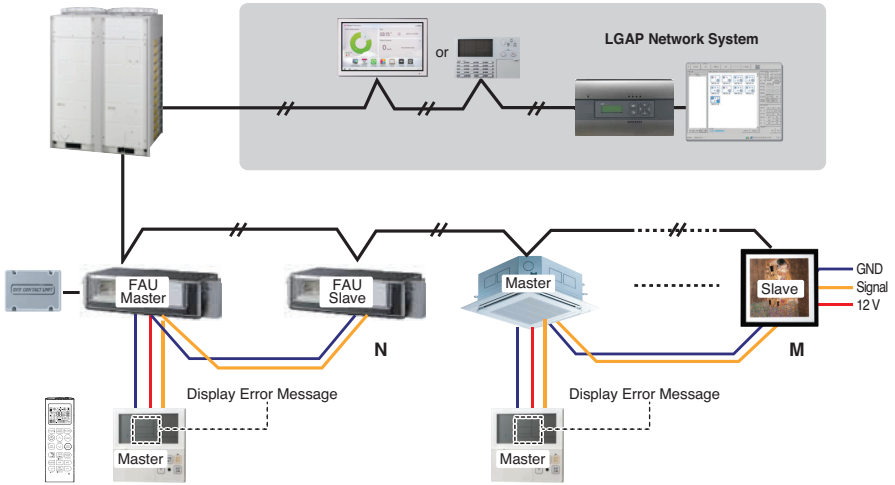 or
LGAP Network System
FAU
Master
FAU
Slave
Master
Slave
GND
Signal
12 V
N
M
Display Error Message
Display Error Message
Master
Master